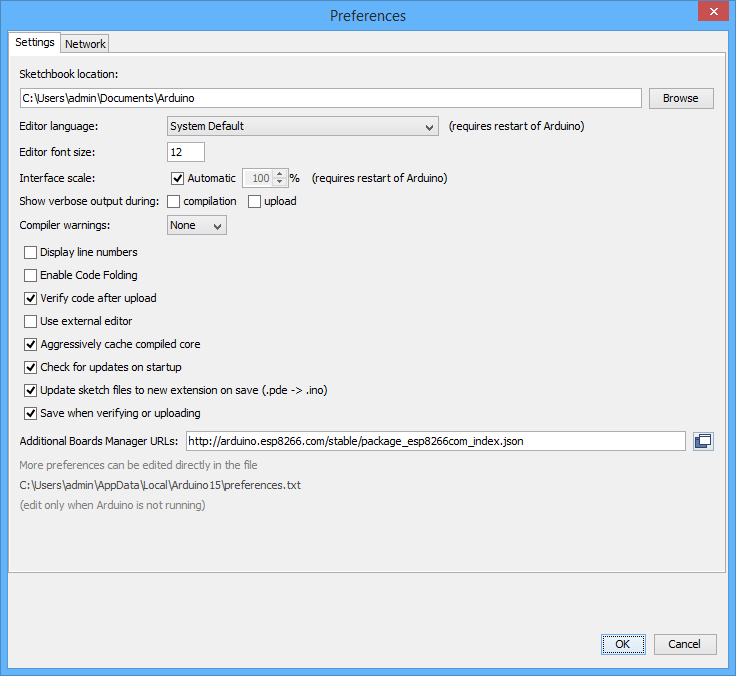 Preferences
Settings Network
Sketchbook location:
C:\Users\admin\Documents\Arduino Browse
Editor language: System Default (requires restart of Arduino)
Editor font size: 12
Interface scale: Automatic 100 % (requires restart of Arduino)
Show verbose output during: compilation upload
Compiler warnings: None
Display line numbers
Enable Code Folding
Verify code after upload
Use external editor
Aggressively cache compiled core
Check for updates on startup
Update sketch files to new extension on save (.pde -> .ino)
Save when verifying or uploading
Additional Boards Manager URLs: http://arduino.esp8266.com/stable/package_esp8266com_index.json
More preferences can be edited directly in the file
C:\Users\admin\AppData\Local\Arduino15\preferences.txt
(edit only when Arduino is not running)
OK Cancel